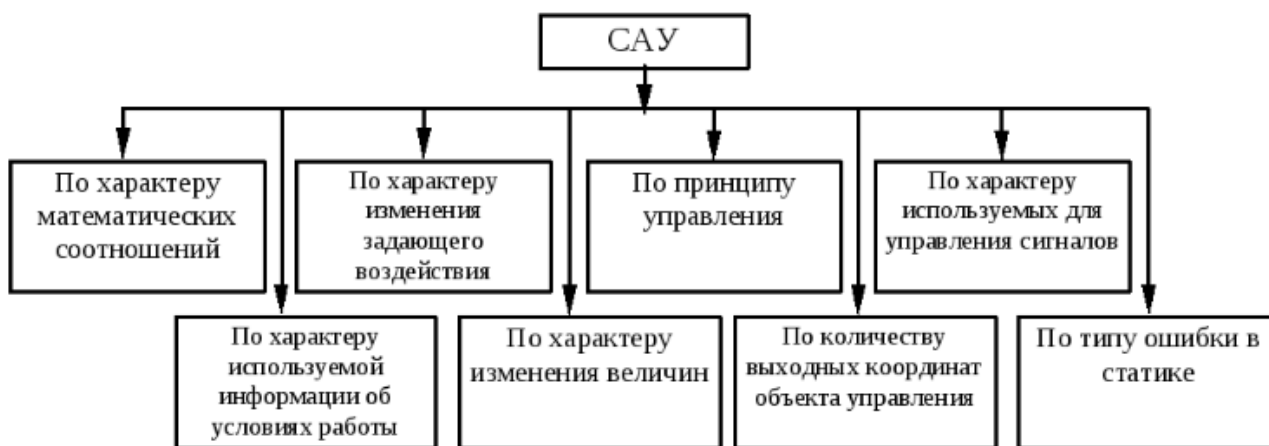 САУ
По характеру
математических
соотношений
По характеру
изменения
задающего
воздействия
По принципу
управления
По характеру
используемых для
управления сигналов
По характеру
используемой
информации об
условиях работы
По характеру
изменения величин
По количеству
выходных координат
объекта управления
По типу ошибки в
статике